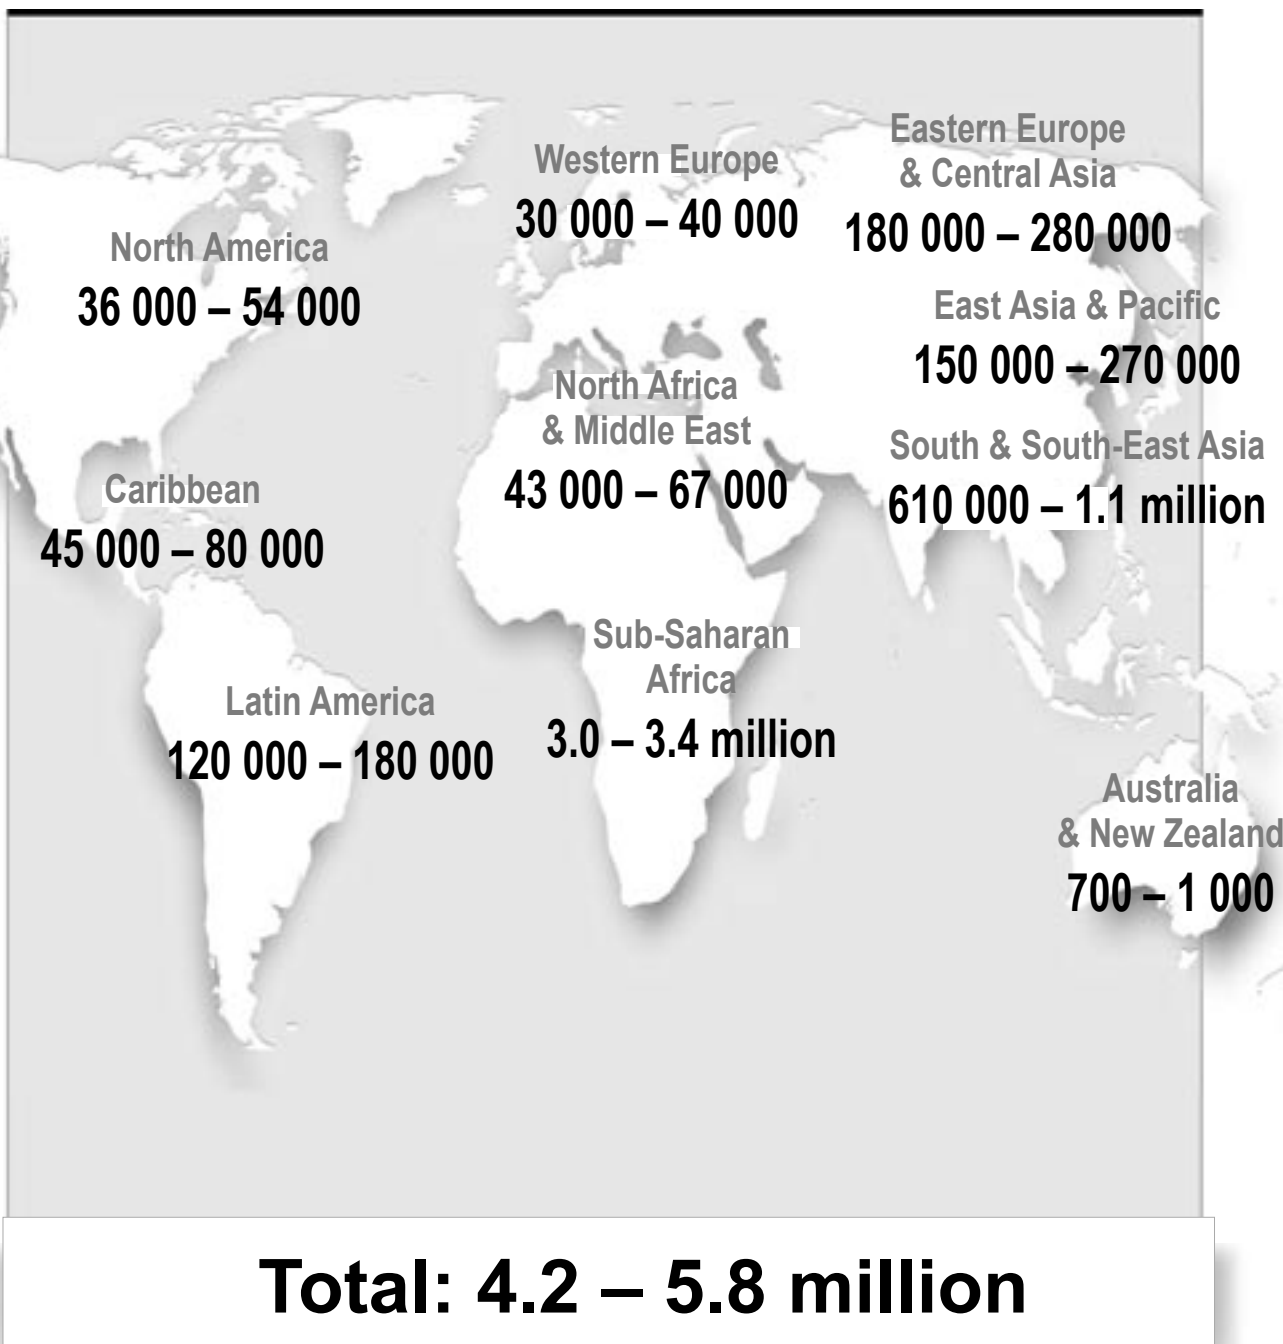 Western Europe
30 000 – 40 000
Eastern Europe
& Central Asia
180 000 – 280 000
North America
36 000 – 54 000
East Asia & Pacific
150 000 – 270 000
North Africa
& Middle East
43 000 – 67 000
South & South-East Asia
610 000 – 1.1 million
Caribbean
45 000 – 80 000
Sub-Saharan
Africa
3.0 – 3.4 million
Latin America
120 000 – 180 000
Australia
& New Zealand
700 – 1 000
Total: 4.2 – 5.8 million